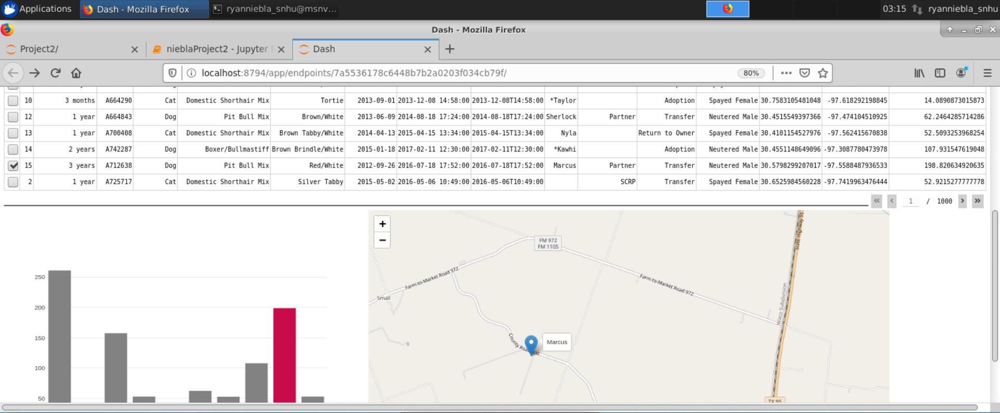 Applications Dash - Mozilla Firefox ryanniebla_snhu@msnv... 03:15 ryanniebla_snhu
Dash - Mozilla Firefox
Project2/ nieblaProject2 - Jupyter Dash
localhost:8794/app/endpoints/7a5536178c6448b7b2a0203f034cb79f/ 80%
10 3 months A664290 Cat Domestic Shorthair Mix Tortie 2013-09-01 2013-12-08 14:58:00 2013-12-08T14:58:00 *Taylor Adoption Spayed Female 30.7583105481048 -97.618292198845 14.0890873015873
12 1 year A664843 Dog Pit Bull Mix Brown/White 2013-06-09 2014-08-18 17:24:00 2014-08-18T17:24:00 Sherlock Partner Transfer Neutered Male 30.4515549397366 -97.474104510925 62.2464285714286
13 1 year A700408 Cat Domestic Shorthair Mix Brown Tabby/White 2014-04-13 2015-04-15 13:34:00 2015-04-15T13:34:00 Nyla Return to Owner Spayed Female 30.4101154527976 -97.562415670838 52.5093253968254
14 2 years A742287 Dog Boxer/Bullmastiff Brown Brindle/White 2015-01-18 2017-02-11 12:30:00 2017-02-11T12:30:00 *Kawhi Adoption Neutered Male 30.4551148649096 -97.3087780473978 107.931547619048
15 3 years A712638 Dog Pit Bull Mix Red/White 2012-09-26 2016-07-18 17:52:00 2016-07-18T17:52:00 Marcus Partner Transfer Neutered Male 30.5798299207017 -97.5588487936533 198.820634920635
2 1 year A725717 Cat Domestic Shorthair Mix Silver Tabby 2015-05-02 2016-05-06 10:49:00 2016-05-06T10:49:00 SCRP Transfer Spayed Female 30.6525984560228 -97.7419963476444 52.9215277777778
« ‹ 1 / 1000 › »
250
200
150
100
50
+
−
FM 972
FM 1105
State Highway 95
Farm-to-Market Road 972
Farm-to-Market Road 972
Small
Waco Subdivision
County Road
Marcus
TX 95